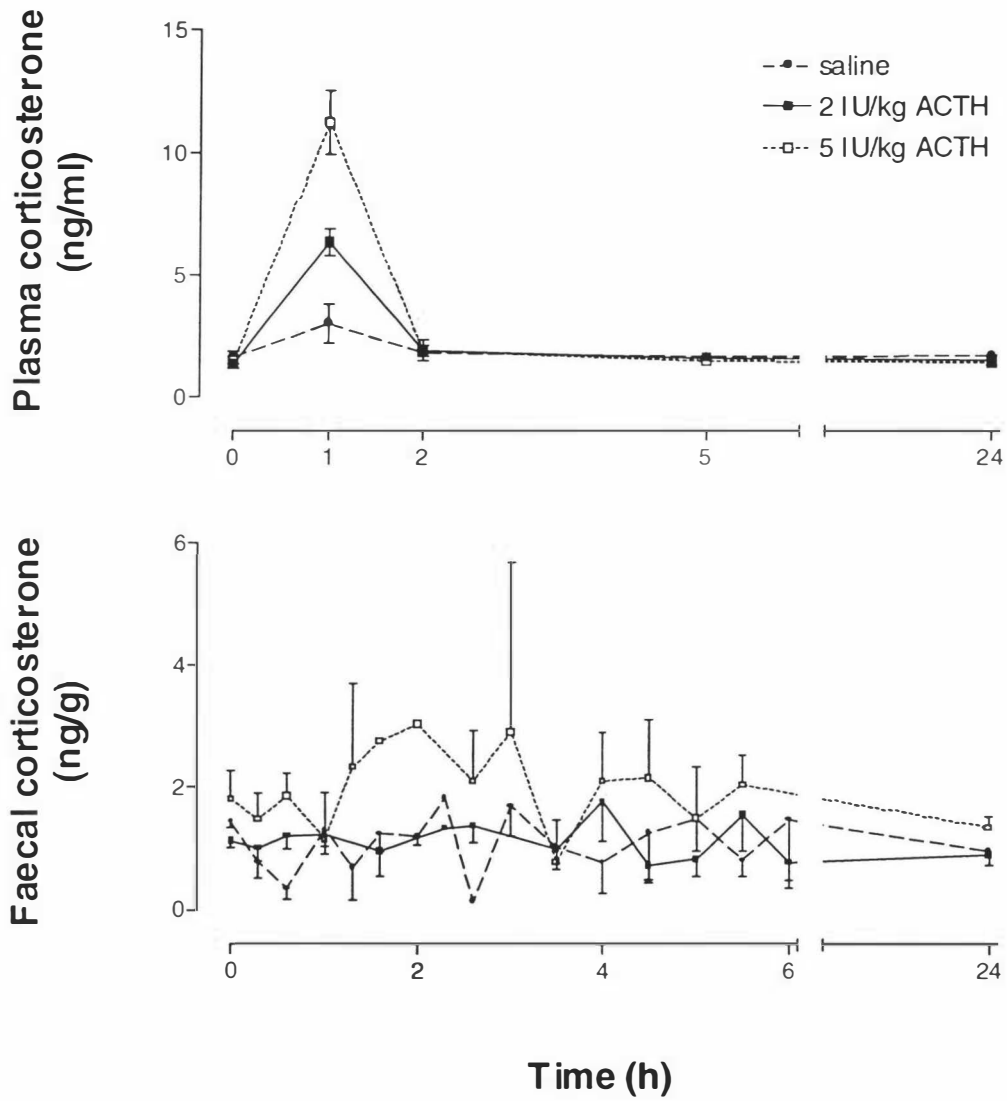 Plasma corticosterone
(ng/ml)
15
10
5
0
saline
2 IU/kg ACTH
5 IU/kg ACTH
0 1 2 5 24
Faecal corticosterone
(ng/g)
6
4
2
0
0 2 4 6 24
Time (h)